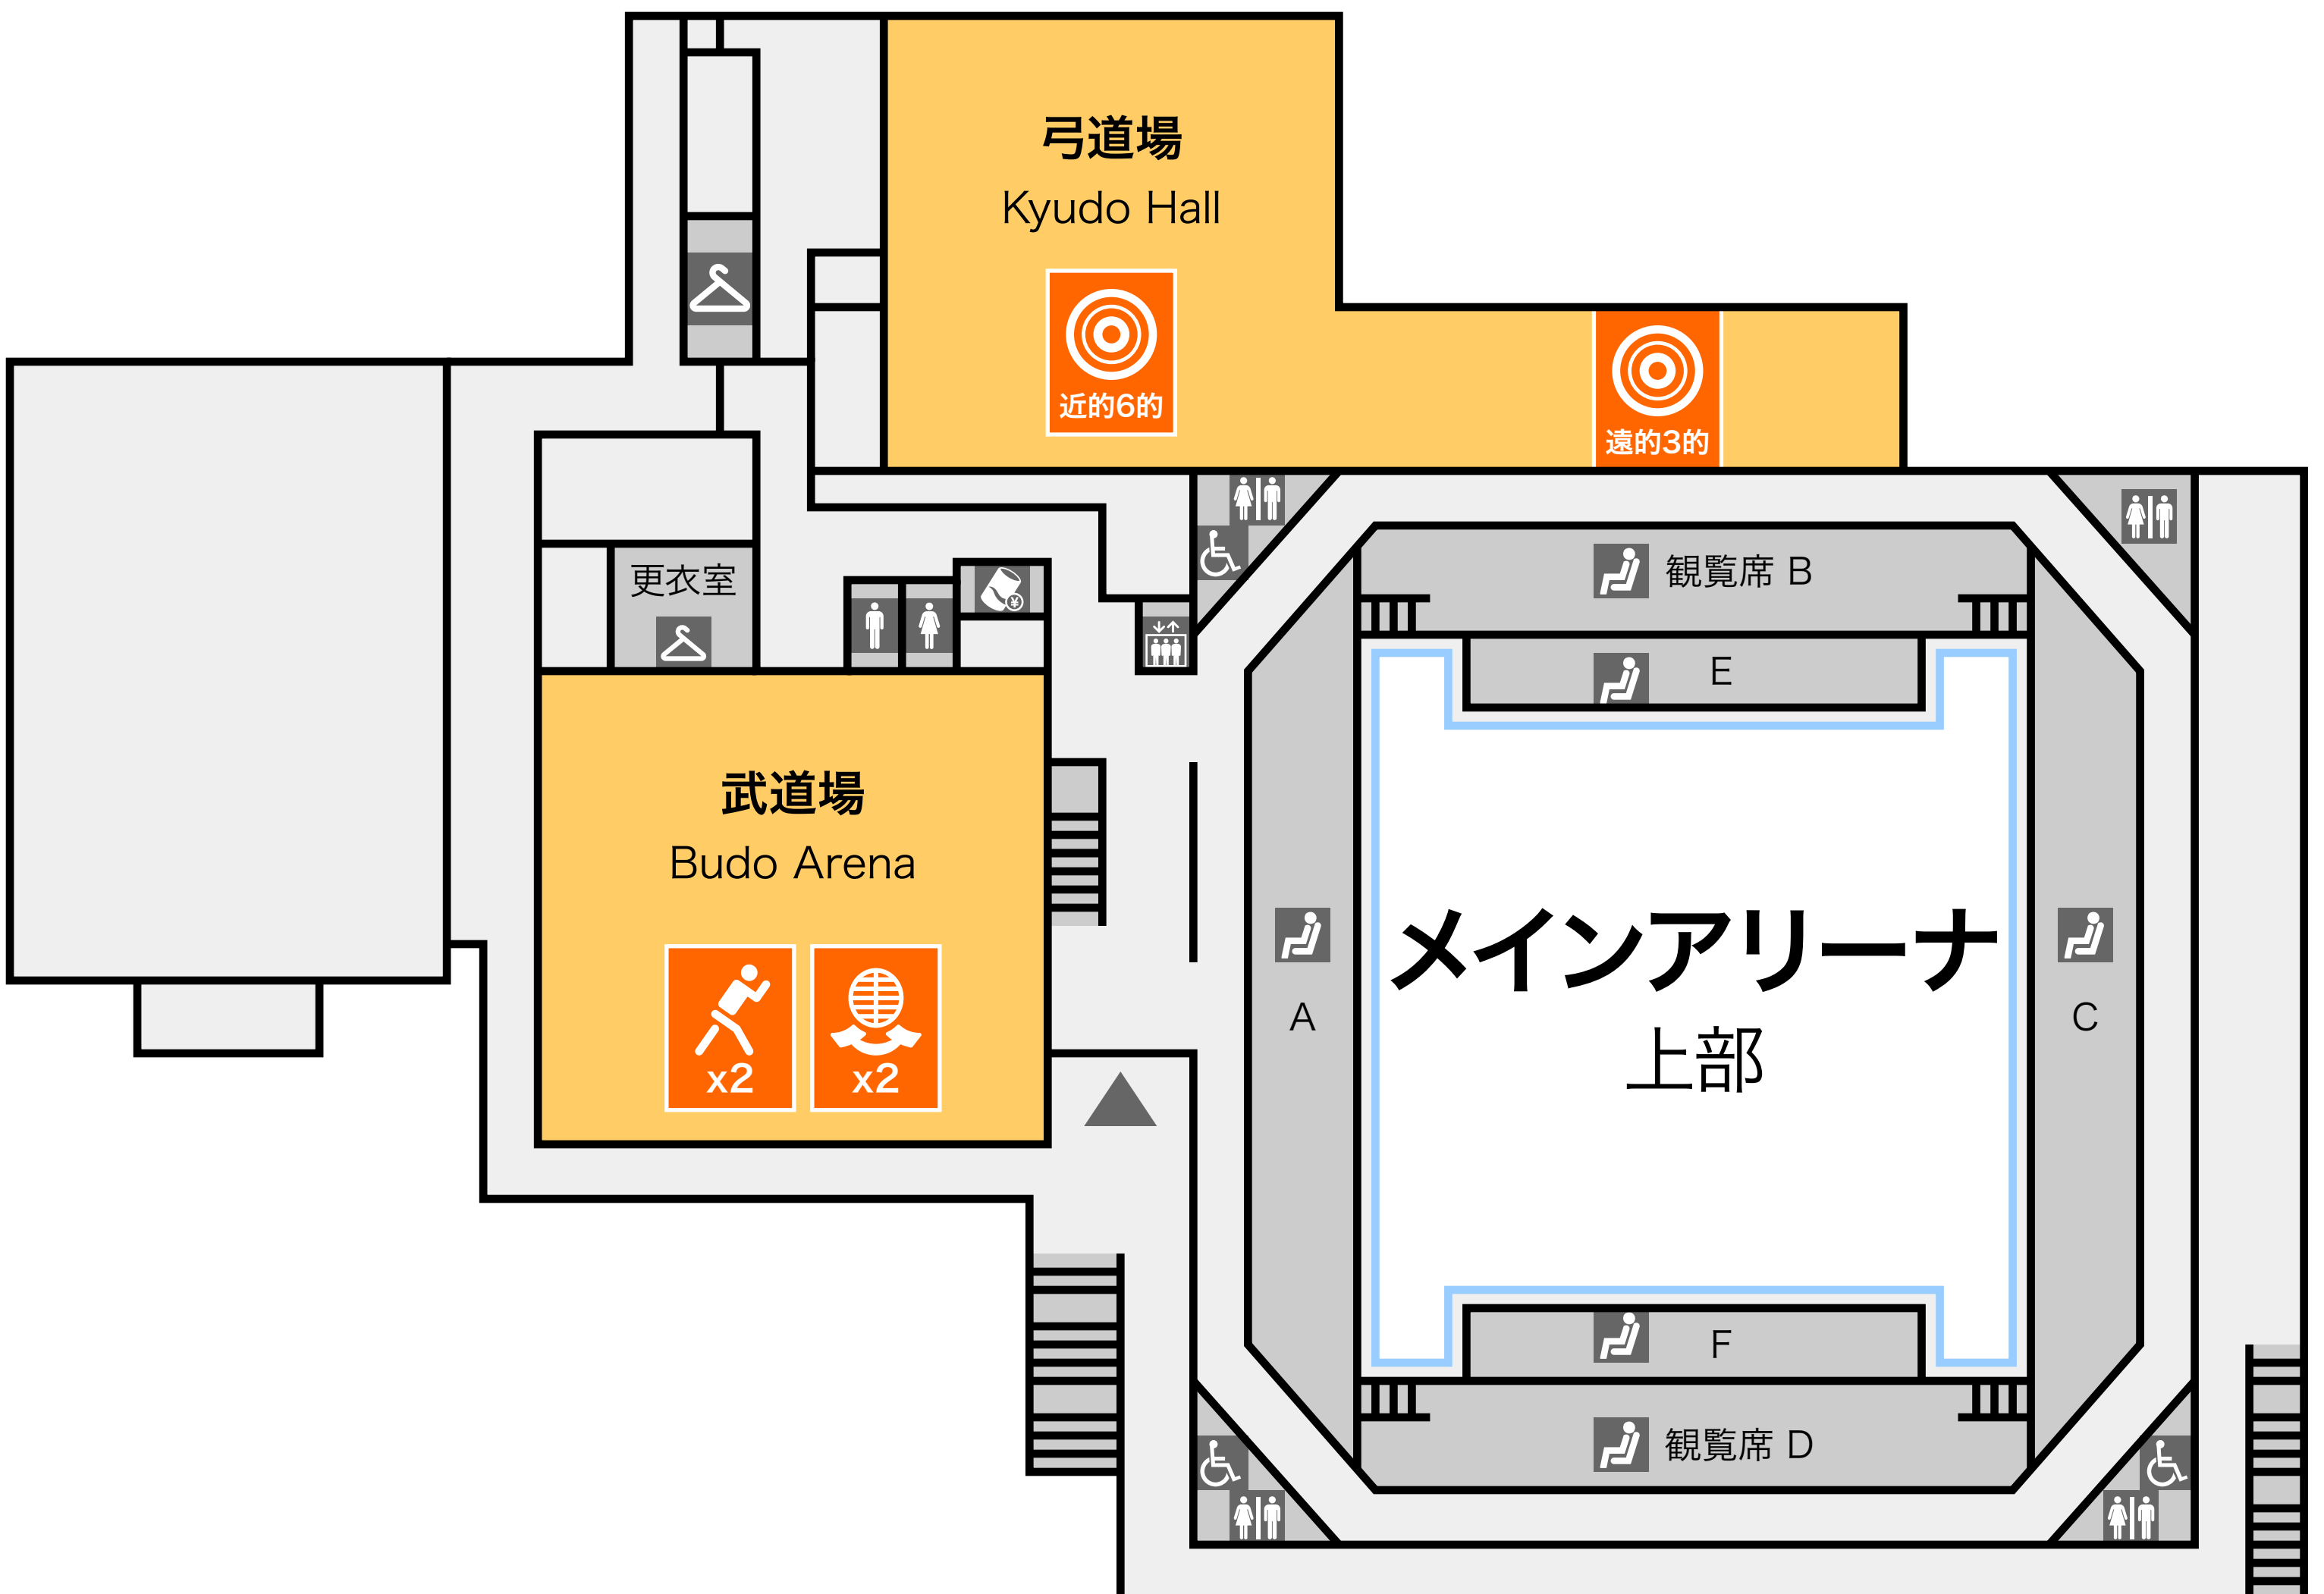 弓道場
Kyudo Hall
近的6的
遠的3的
更衣室
¥
観覧席 B
E
武道場
Budo Arena
x2
x2
メインアリーナ
上部
A
C
F
観覧席 D